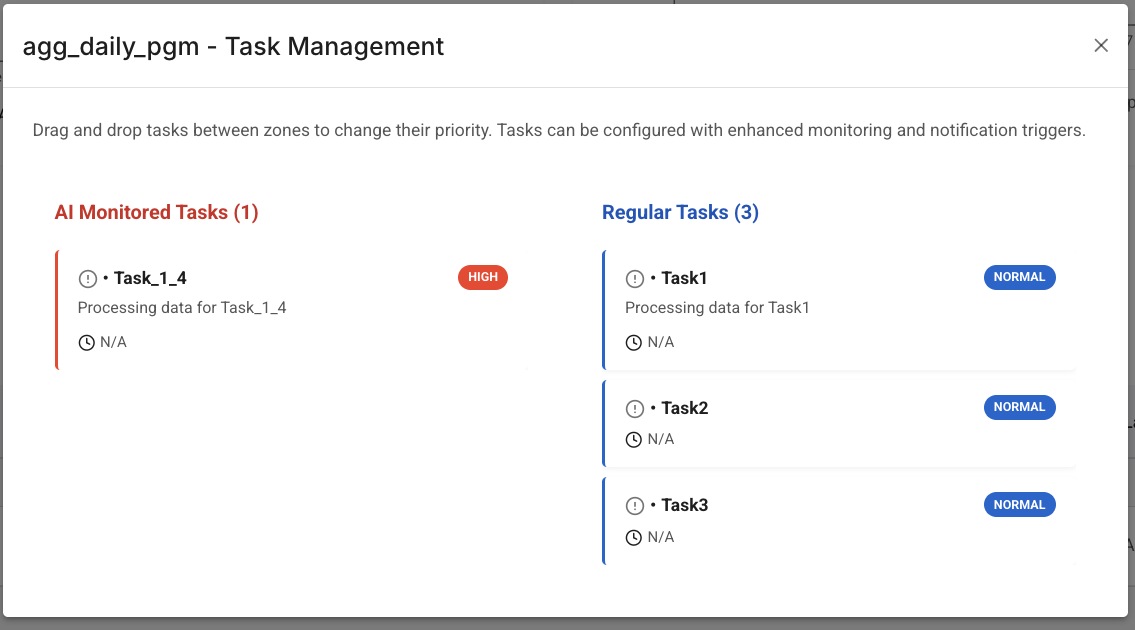 agg_daily_pgm - Task Management
Drag and drop tasks between zones to change their priority. Tasks can be configured with enhanced monitoring and notification triggers.
AI Monitored Tasks (1)
• Task_1_4
HIGH
Processing data for Task_1_4
N/A
Regular Tasks (3)
• Task1
NORMAL
Processing data for Task1
N/A
• Task2
NORMAL
N/A
• Task3
NORMAL
N/A